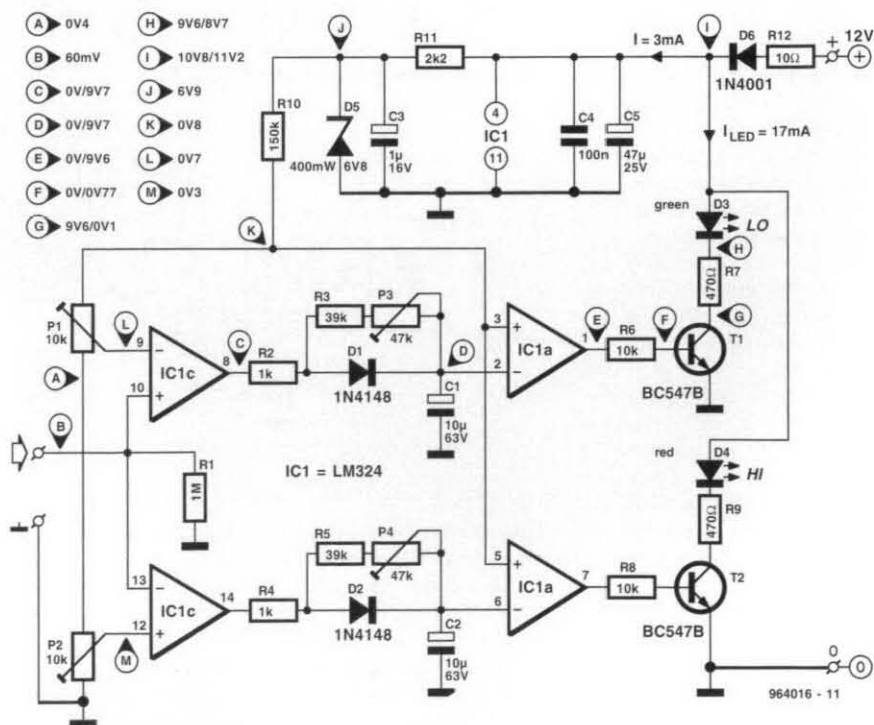 A 0V4
B 60mV
C 0V/9V7
D 0V/9V7
E 0V/9V6
F 0V/0V77
G 9V6/0V1
H 9V6/8V7
I 10V8/11V2
J 6V9
K 0V8
L 0V7
M 0V3
J
R11
2k2
I = 3mA
I
D6
1N4001
R12
10Ω
+
12V
+
R10
150k
D5
400mW 6V8
C3
1µ
16V
4
IC1
11
C4
100n
C5
47µ
25V
I LED = 17mA
green
D3
LO
H
R7
470Ω
G
K
P1
10k
L
A
B
9
−
10
+
IC1c
8
C
R2
1k
R3
39k
P3
47k
D1
1N4148
D
C1
10µ
63V
3
+
2
−
IC1a
1
E
R6
10k
F
T1
BC547B
R1
1M
IC1 = LM324
red
D4
HI
R9
470Ω
13
−
12
+
IC1c
14
M
P2
10k
R4
1k
R5
39k
P4
47k
D2
1N4148
C2
10µ
63V
5
+
6
−
IC1a
7
R8
10k
T2
BC547B
0
0
964016 - 11